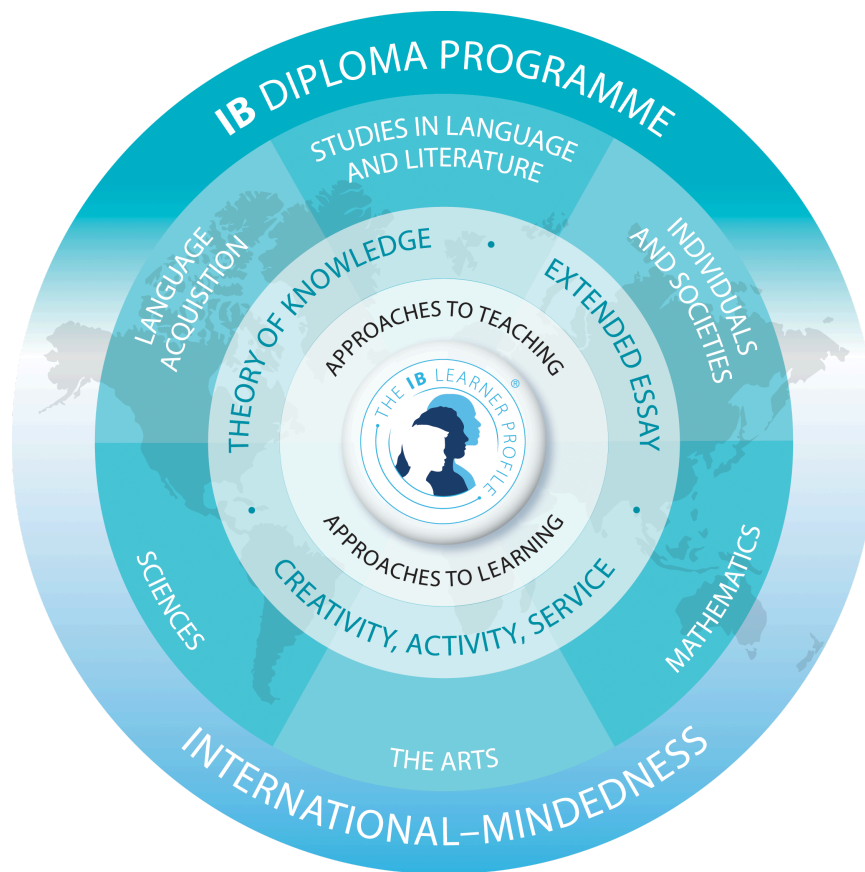 IB DIPLOMA PROGRAMME
STUDIES IN LANGUAGE
AND LITERATURE
LANGUAGE
ACQUISITION
INDIVIDUALS
AND SOCIETIES
THEORY OF KNOWLEDGE
•
EXTENDED ESSAY
APPROACHES TO TEACHING
THE IB LEARNER PROFILE ®
APPROACHES TO LEARNING
•
CREATIVITY, ACTIVITY, SERVICE
•
SCIENCES
MATHEMATICS
THE ARTS
INTERNATIONAL–MINDEDNESS